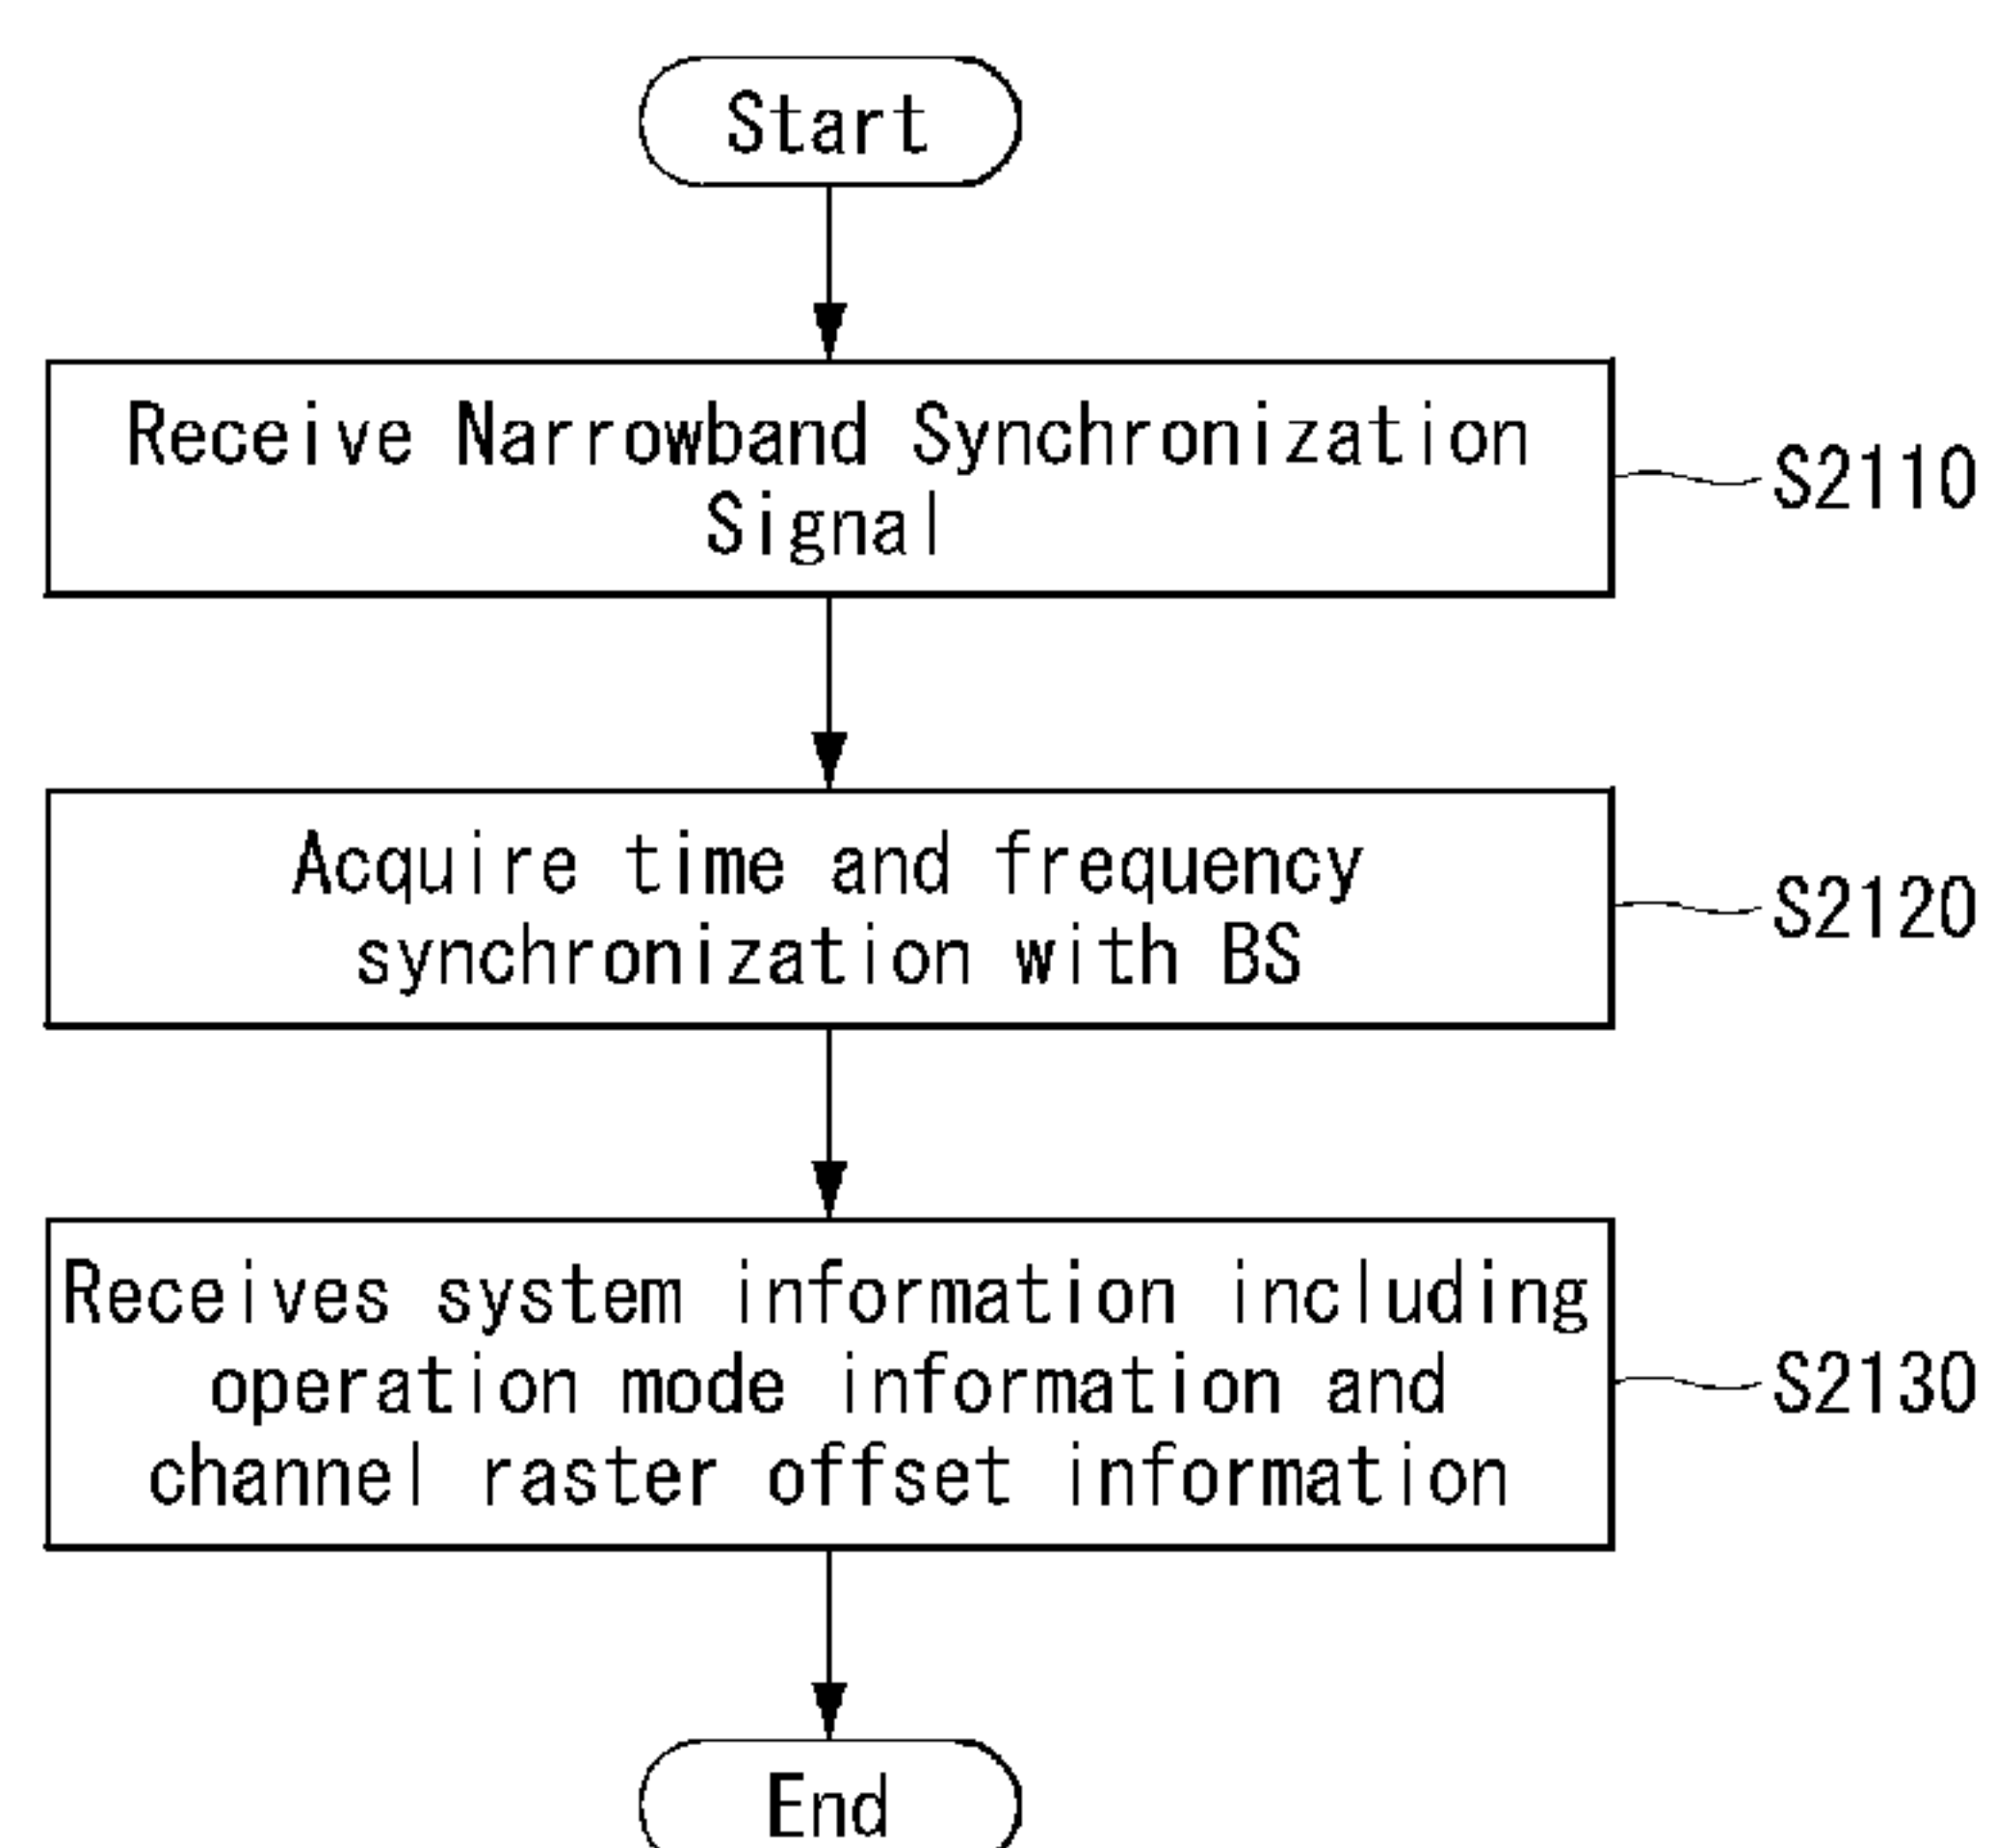 Start
Receive Narrowband Synchronization
Signal
S2110
Acquire time and frequency
synchronization with BS
S2120
Receives system information including
operation mode information and
channel raster offset information
S2130
End